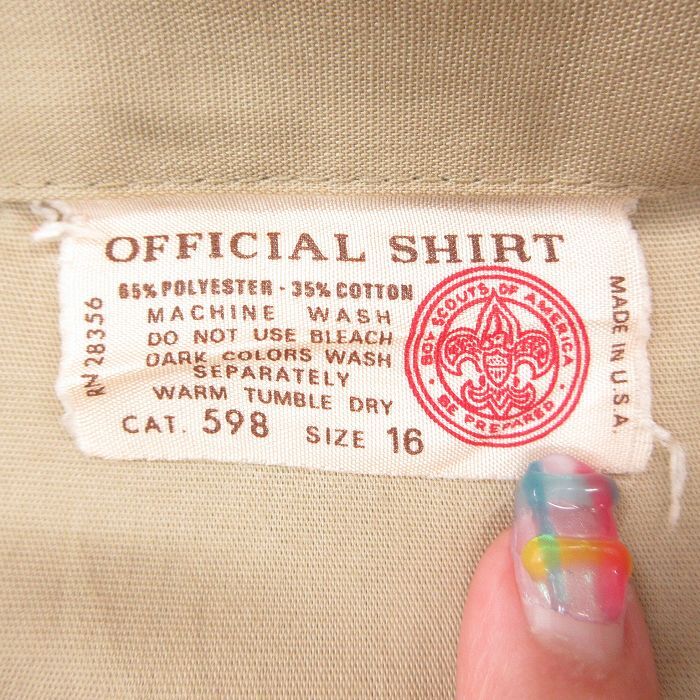 OFFICIAL SHIRT
65% POLYESTER - 35% COTTON
MACHINE WASH
DO NOT USE BLEACH
DARK COLORS WASH
SEPARATELY
WARM TUMBLE DRY
CAT. 598 SIZE 16
RN 28356
BOY SCOUTS OF AMERICA
• BE PREPARED •
MADE IN U.S.A.